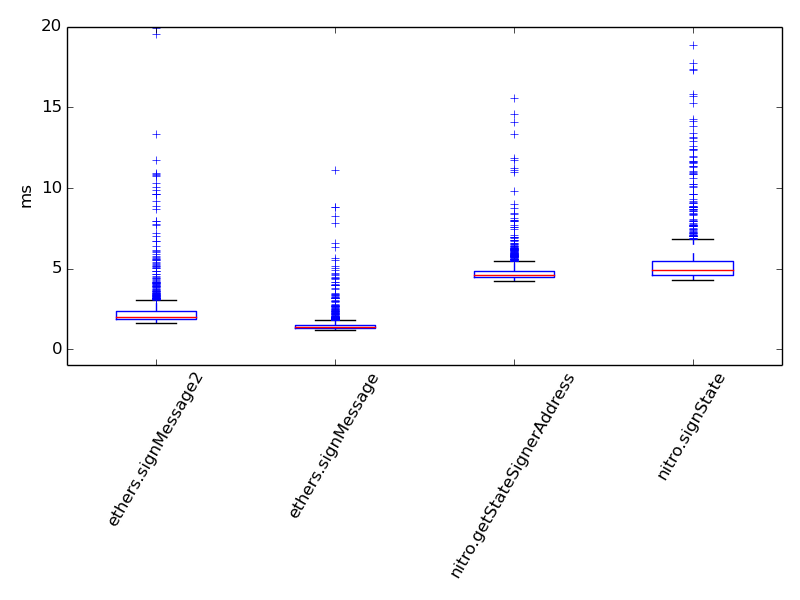 20
15
10
5
0
ms
ethers.signMessage2
ethers.signMessage
nitro.getStateSignerAddress
nitro.signState